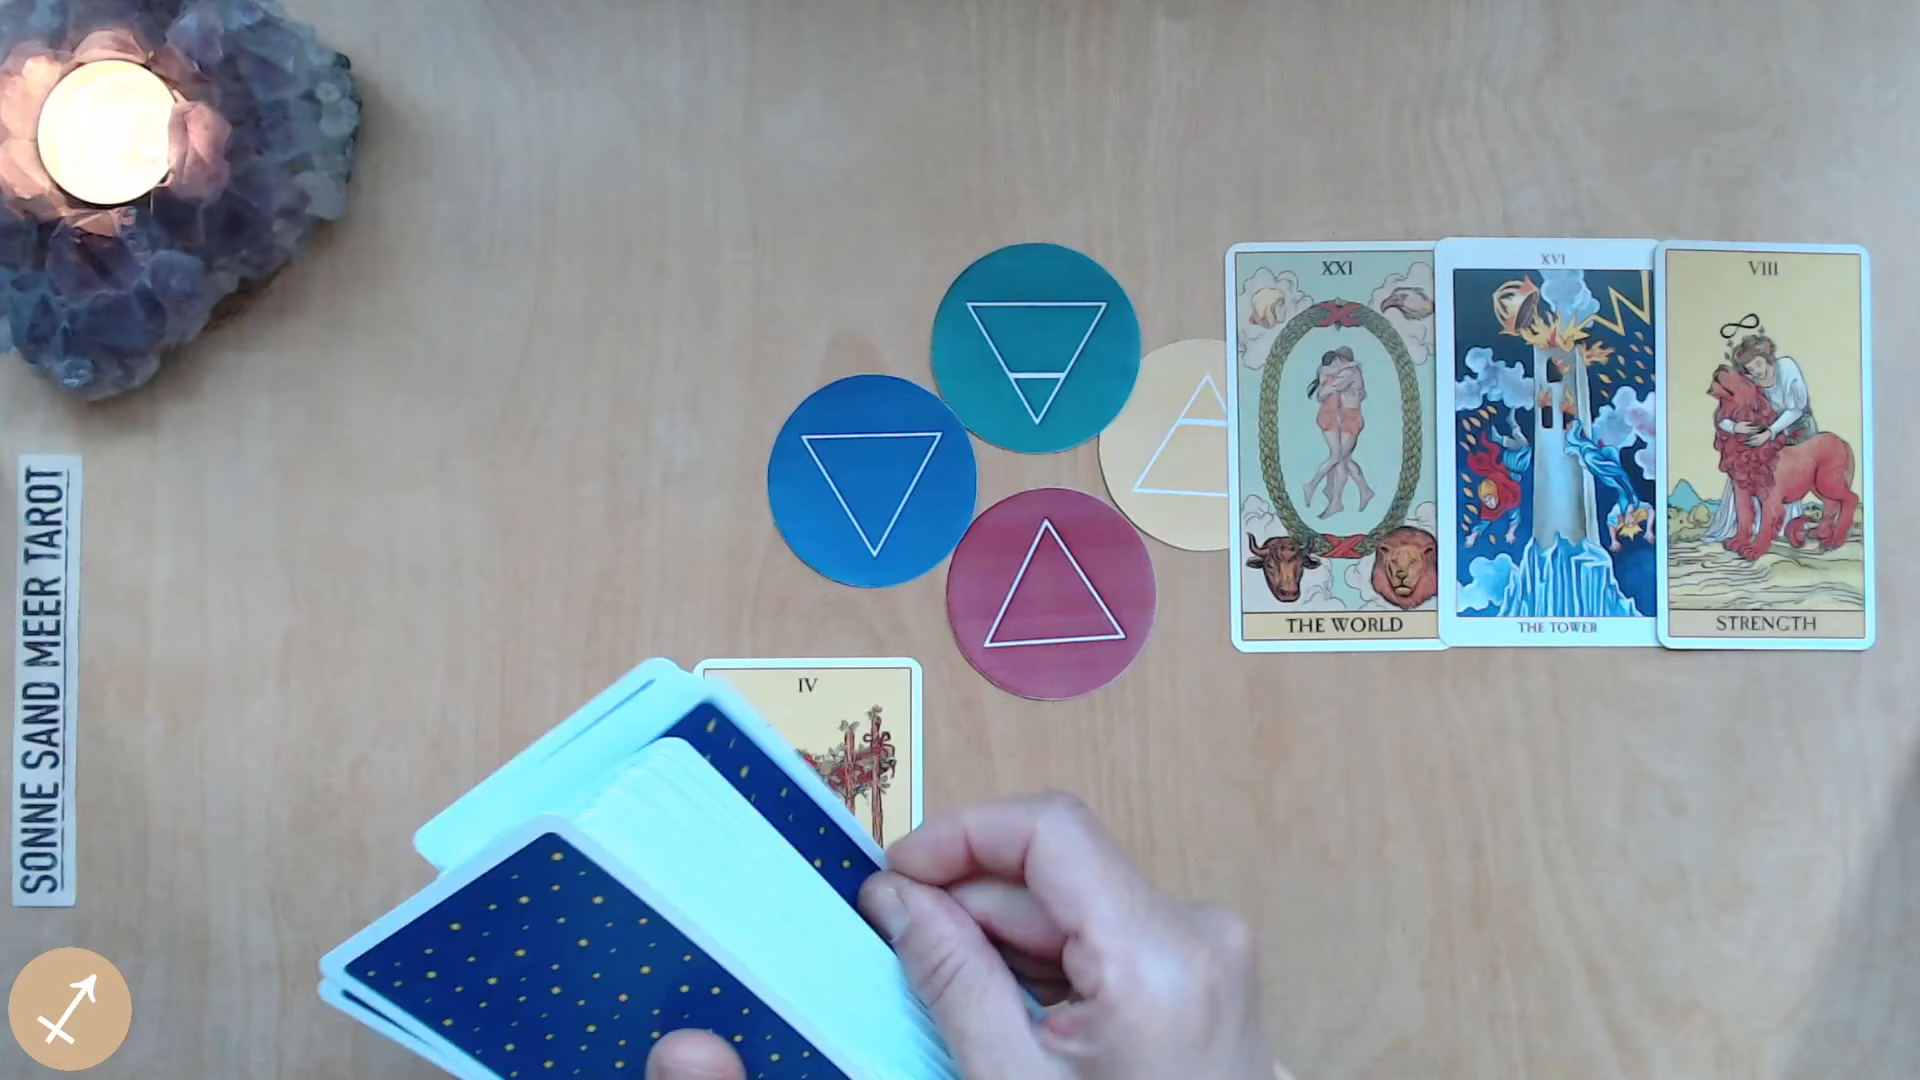 SONNE SAND MEER TAROT
XXI
THE WORLD
XVI
THE TOWER
VIII
STRENGTH
IV